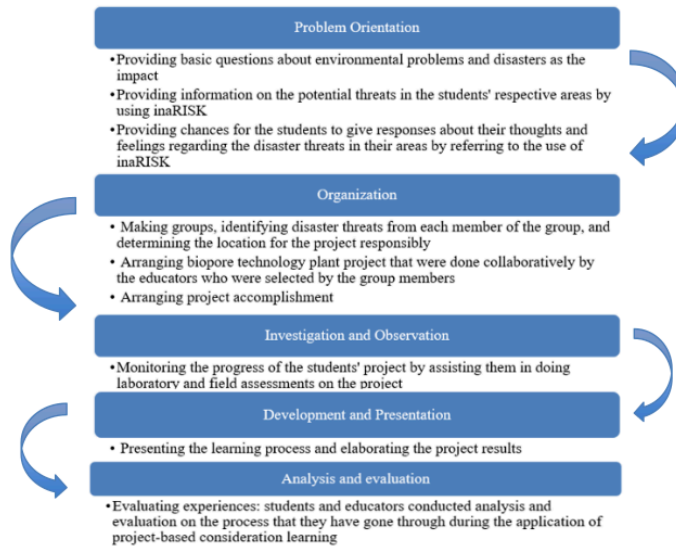 Problem Orientation
•Providing basic questions about environmental problems and disasters as the
impact
•Providing information on the potential threats in the students' respective areas by
using inaRISK
•Providing chances for the students to give responses about their thoughts and
feelings regarding the disaster threats in their areas by referring to the use of
inaRISK
Organization
• Making groups, identifying disaster threats from each member of the group, and
determining the location for the project responsibly
• Arranging biopore technology plant project that were done collaboratively by
the educators who were selected by the group members
• Arranging project accomplishment
Investigation and Observation
•Monitoring the progress of the students' project by assisting them in doing
laboratory and field assessments on the project
Development and Presentation
• Presenting the learning process and elaborating the project results
Analysis and evaluation
•Evaluating experiences: students and educators conducted analysis and
evaluation on the process that they have gone through during the application of
project-based consideration learning